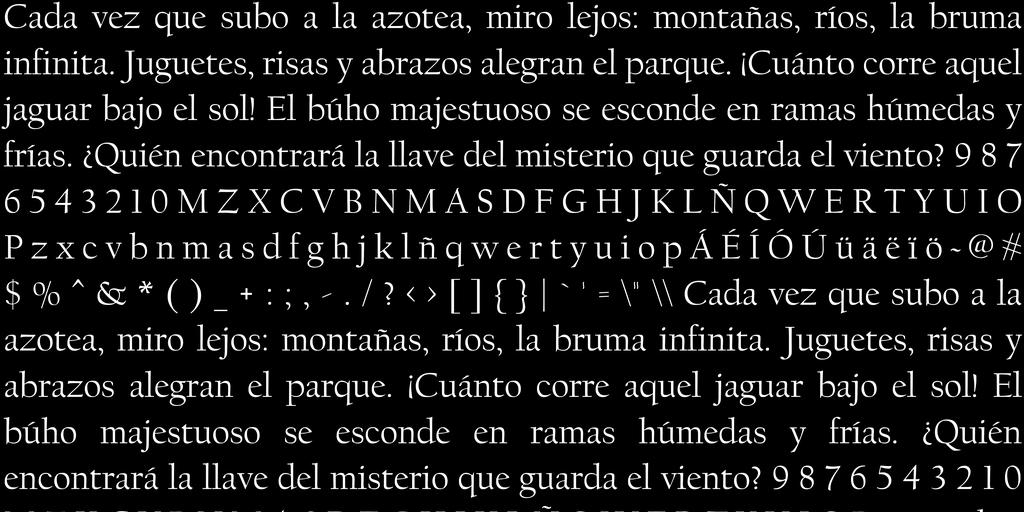 Cada vez que subo a la azotea, miro lejos: montañas, ríos, la bruma
infinita. Juguetes, risas y abrazos alegran el parque. ¡Cuánto corre aquel
jaguar bajo el sol! El búho majestuoso se esconde en ramas húmedas y
frías. ¿Quién encontrará la llave del misterio que guarda el viento? 9 8 7
6 5 4 3 2 1 0 M Z X C V B N M A S D F G H J K L Ñ Q W E R T Y U I O
P z x c v b n m a s d f g h j k l ñ q w e r t y u i o p Á É Í Ó Ú ü ä ë ï ö ~ @ #
$ % ^ & * ( ) _ + : ; , - . / ? < > [ ] { } | ` ' = \" \\ Cada vez que subo a la
azotea, miro lejos: montañas, ríos, la bruma infinita. Juguetes, risas y
abrazos alegran el parque. ¡Cuánto corre aquel jaguar bajo el sol! El
búho majestuoso se esconde en ramas húmedas y frías. ¿Quién
encontrará la llave del misterio que guarda el viento? 9 8 7 6 5 4 3 2 1 0